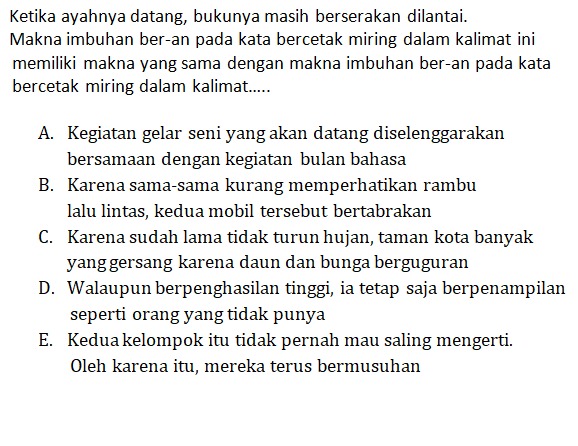 Ketika ayahnya datang, bukunya masih berserakan dilantai.
Makna imbuhan ber-an pada kata bercetak miring dalam kalimat ini
memiliki makna yang sama dengan makna imbuhan ber-an pada kata
bercetak miring dalam kalimat.....
A. Kegiatan gelar seni yang akan datang diselenggarakan
bersamaan dengan kegiatan bulan bahasa
B. Karena sama-sama kurang memperhatikan rambu
lalu lintas, kedua mobil tersebut bertabrakan
C. Karena sudah lama tidak turun hujan, taman kota banyak
yang gersang karena daun dan bunga berguguran
D. Walaupun berpenghasilan tinggi, ia tetap saja berpenampilan
seperti orang yang tidak punya
E. Kedua kelompok itu tidak pernah mau saling mengerti.
Oleh karena itu, mereka terus bermusuhan